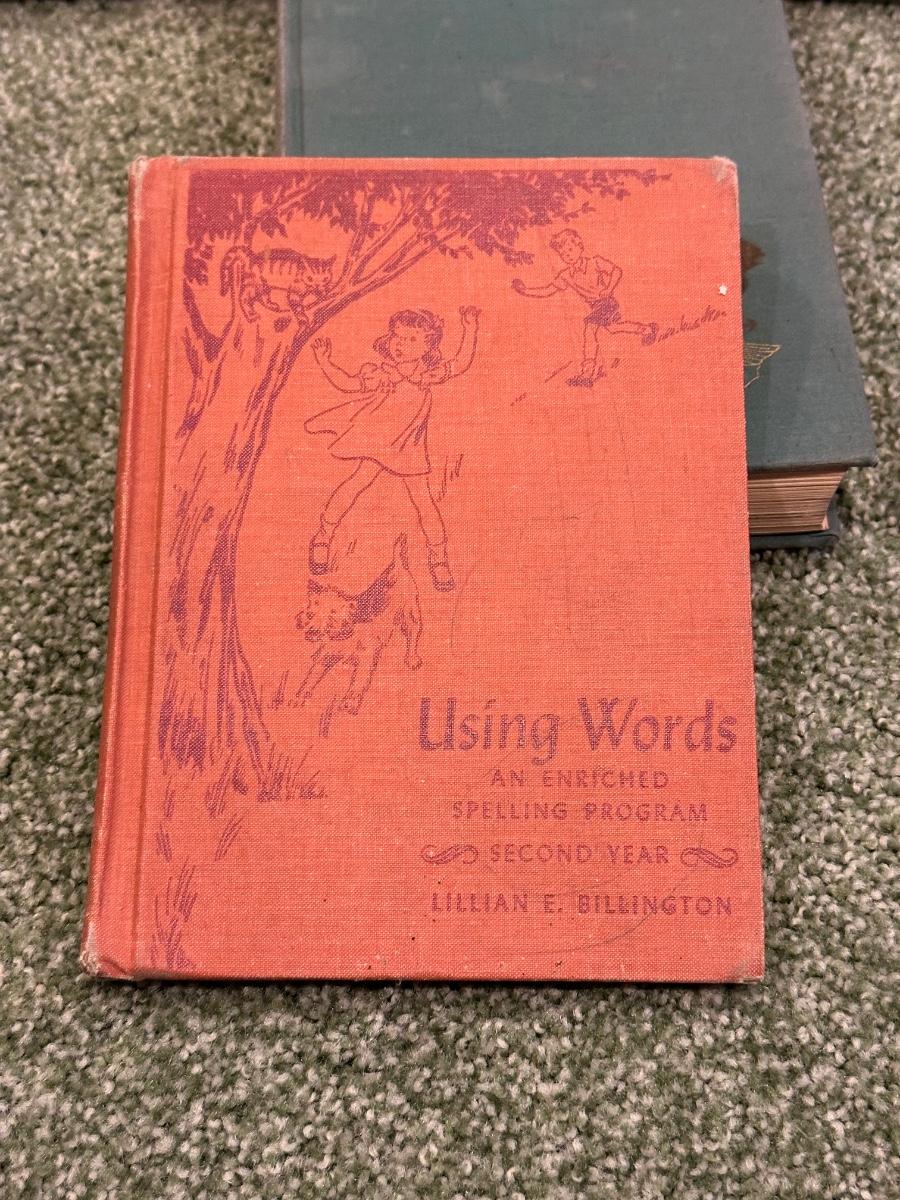 Using Words
AN ENRICHED
SPELLING PROGRAM
SECOND YEAR
LILLIAN E. BILLINGTON